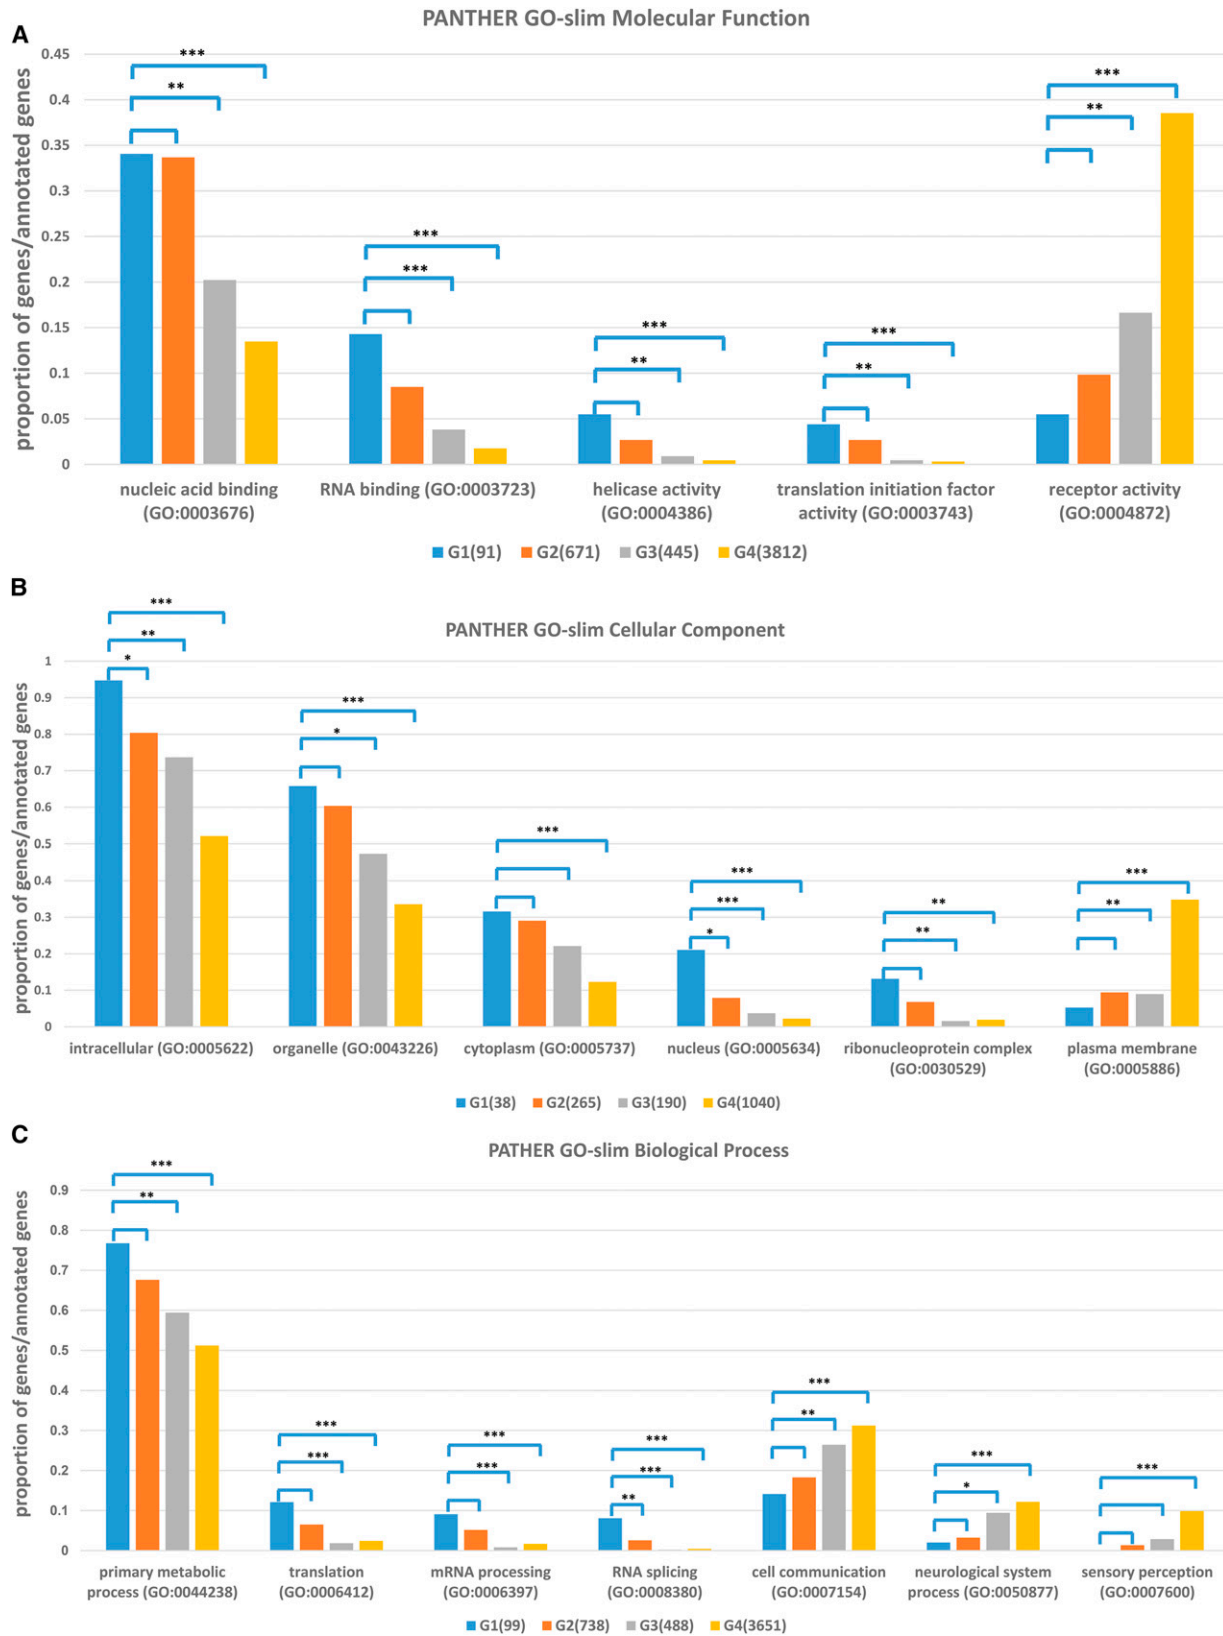 PANTHER GO-slim Molecular Function
A
proportion of genes/annotated genes
0.45
0.4
0.35
0.3
0.25
0.2
0.15
0.1
0.05
0
***
**
***
***
***
**
***
**
***
**
nucleic acid binding
(GO:0003676)
RNA binding (GO:0003723)
helicase activity
(GO:0004386)
translation initiation factor
activity (GO:0003743)
receptor activity
(GO:0004872)
G1(91) G2(671) G3(445) G4(3812)
B
PANTHER GO-slim Cellular Component
proportion of genes/annotated genes
1
0.9
0.8
0.7
0.6
0.5
0.4
0.3
0.2
0.1
0
***
**
*
***
*
***
***
***
*
**
**
***
**
intracellular (GO:0005622)
organelle (GO:0043226)
cytoplasm (GO:0005737)
nucleus (GO:0005634)
ribonucleoprotein complex
(GO:0030529)
plasma membrane
(GO:0005886)
G1(38) G2(265) G3(190) G4(1040)
C
PATHER GO-slim Biological Process
proportion of genes/annotated genes
0.9
0.8
0.7
0.6
0.5
0.4
0.3
0.2
0.1
0
***
**
***
***
***
***
***
***
**
***
**
***
*
***
primary metabolic
process (GO:0044238)
translation
(GO:0006412)
mRNA processing
(GO:0006397)
RNA splicing
(GO:0008380)
cell communication
(GO:0007154)
neurological system
process (GO:0050877)
sensory perception
(GO:0007600)
G1(99) G2(738) G3(488) G4(3651)